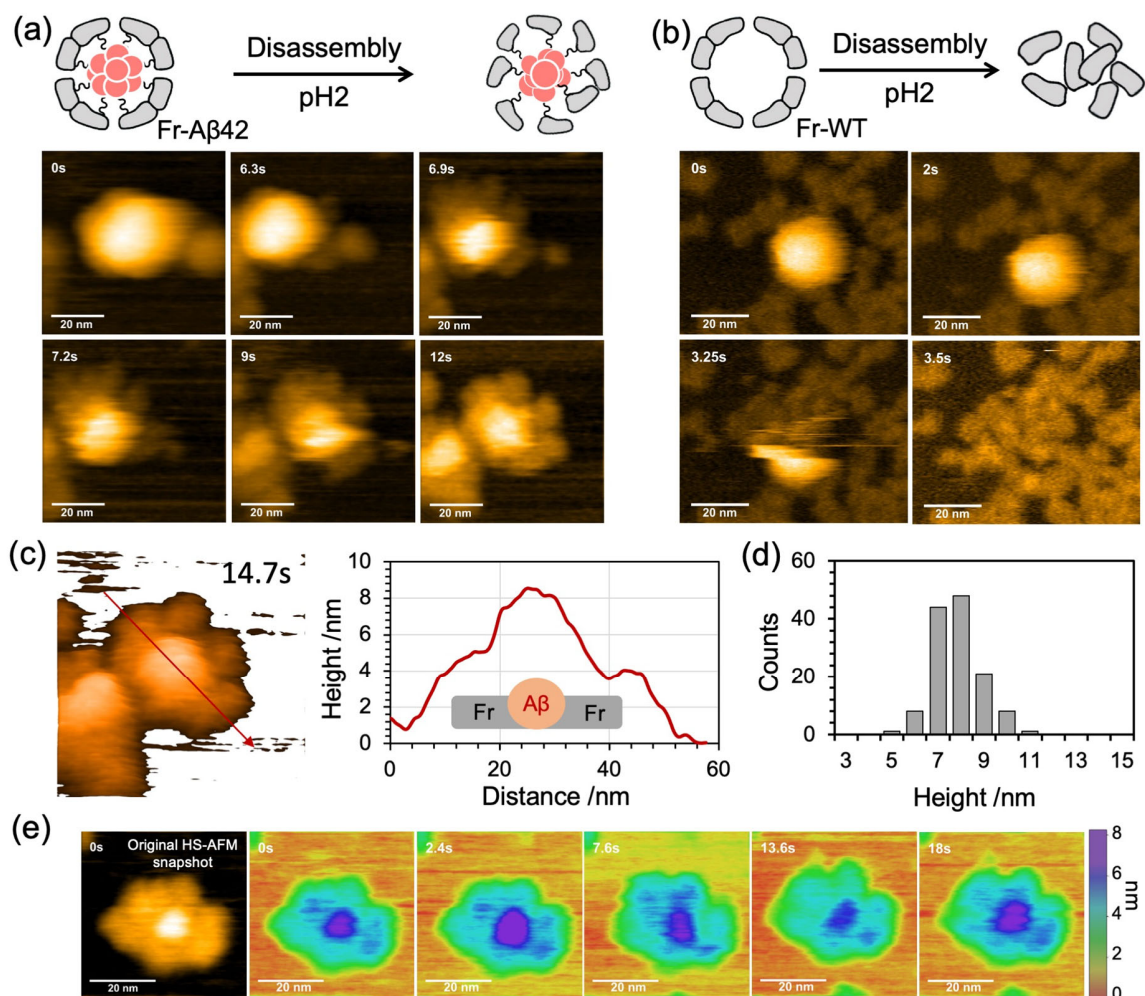 (a)
Disassembly
pH2
Fr-Aβ42
(b)
Disassembly
pH2
Fr-WT
0s
6.3s
6.9s
20 nm
20 nm
20 nm
7.2s
9s
12s
20 nm
20 nm
20 nm
0s
2s
20 nm
20 nm
3.25s
3.5s
20 nm
20 nm
(c)
14.7s
Height /nm
10
8
6
4
2
0
Fr
Aβ
Fr
0
20
40
60
Distance /nm
(d)
Counts
60
40
20
0
3
5
7
9
11
13
15
Height /nm
(e)
0s
Original HS-AFM
snapshot
20 nm
0s
20 nm
2.4s
20 nm
7.6s
20 nm
13.6s
20 nm
18s
20 nm
8
6
4
2
0
nm